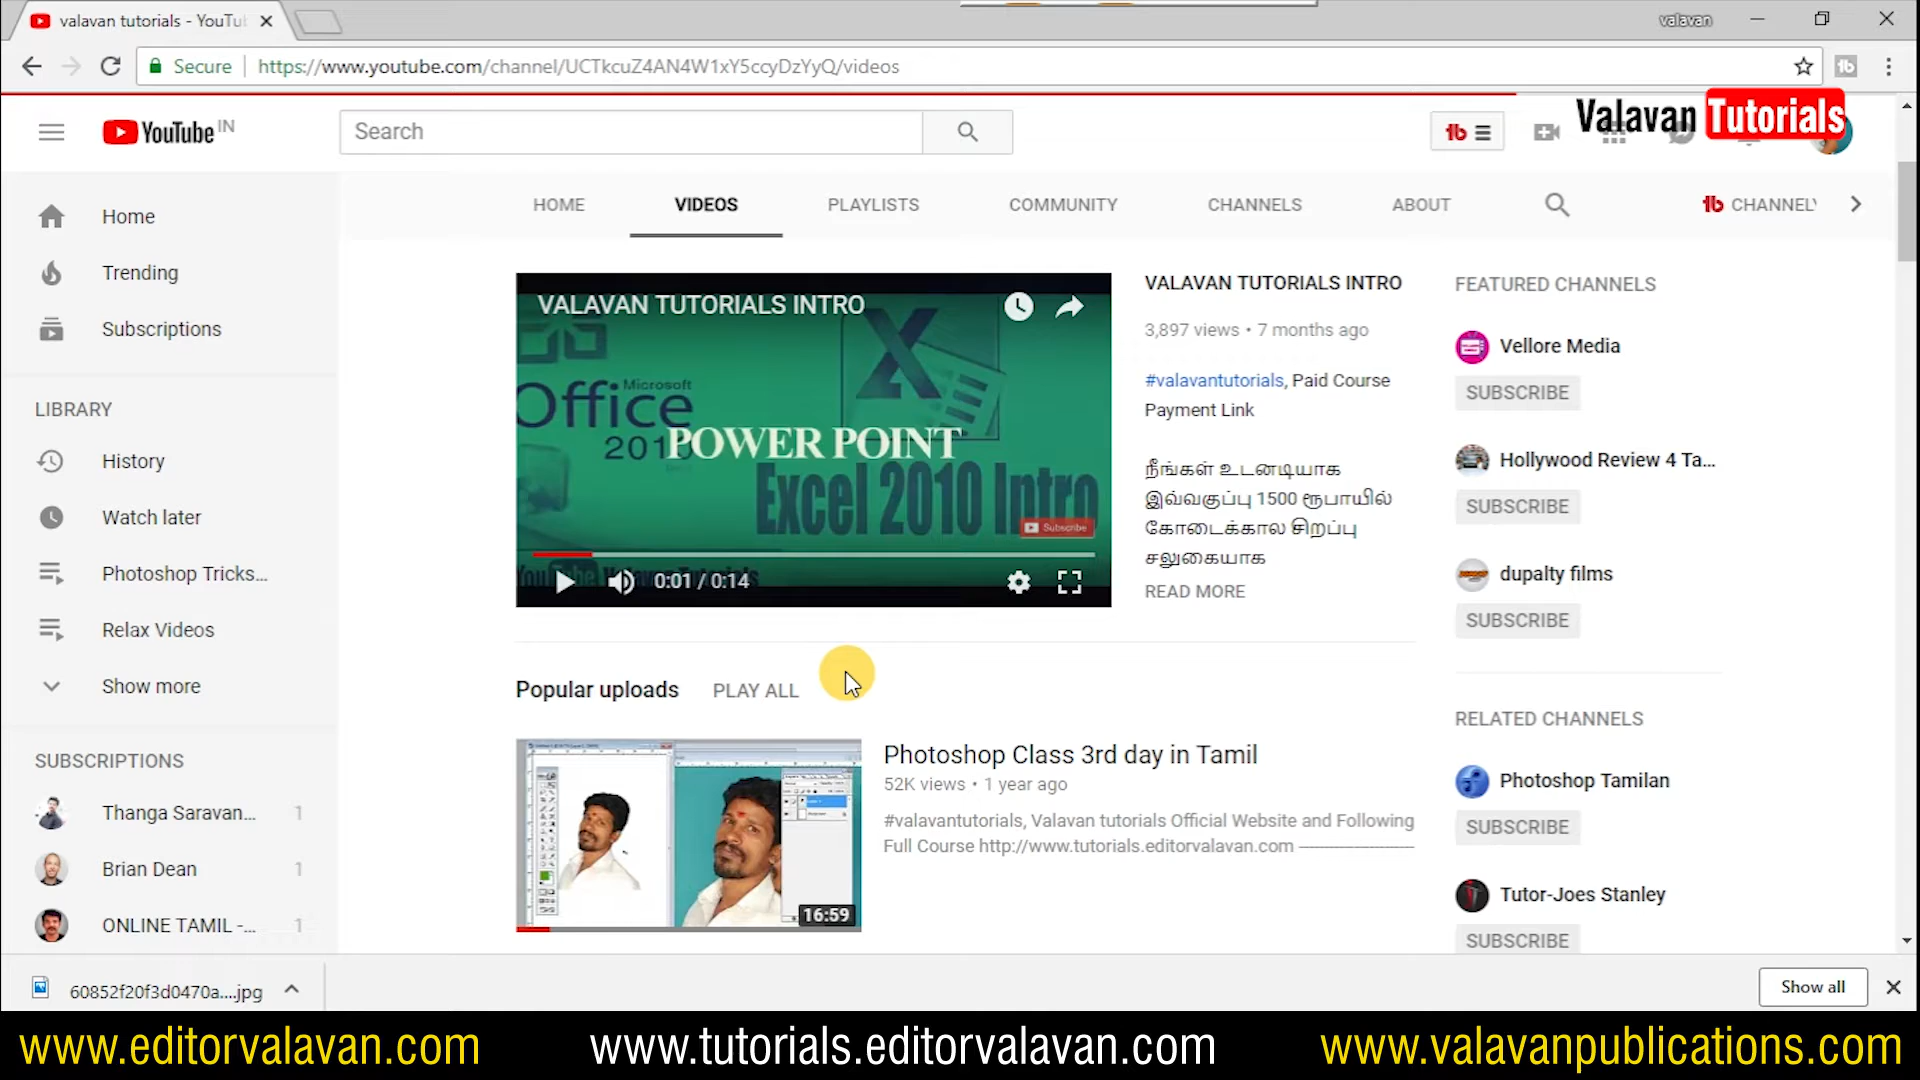 valavan tutorials - YouTu
valavan
Secure
https://www.youtube.com/channel/UCTkcuZ4AN4W1xY5ccyDzYyQ/videos
Valavan Tutorials
YouTube IN
Search
Home
Trending
Subscriptions
LIBRARY
History
Watch later
Photoshop Tricks...
Relax Videos
Show more
SUBSCRIPTIONS
Thanga Saravan... 1
Brian Dean 1
ONLINE TAMIL -... 1
HOME
VIDEOS
PLAYLISTS
COMMUNITY
CHANNELS
ABOUT
CHANNEL
VALAVAN TUTORIALS INTRO
Microsoft
Office
2010
POWER POINT
Excel 2010 Intro
Subscribe
0:01 / 0:14
VALAVAN TUTORIALS INTRO
3,897 views • 7 months ago
#valavantutorials, Paid Course
Payment Link
நீங்கள் உடனடியாக
இவ்வகுப்பு 1500 ரூபாயில்
கோடைக்கால சிறப்பு
சலுகையாக
READ MORE
Popular uploads
PLAY ALL
16:59
Photoshop Class 3rd day in Tamil
52K views • 1 year ago
#valavantutorials, Valavan tutorials Official Website and Following
Full Course http://www.tutorials.editorvalavan.com
FEATURED CHANNELS
Vellore Media
SUBSCRIBE
Hollywood Review 4 Ta...
SUBSCRIBE
dupalty films
SUBSCRIBE
RELATED CHANNELS
Photoshop Tamilan
SUBSCRIBE
Tutor-Joes Stanley
SUBSCRIBE
60852f20f3d0470a....jpg
Show all
www.editorvalavan.com
www.tutorials.editorvalavan.com
www.valavanpublications.com